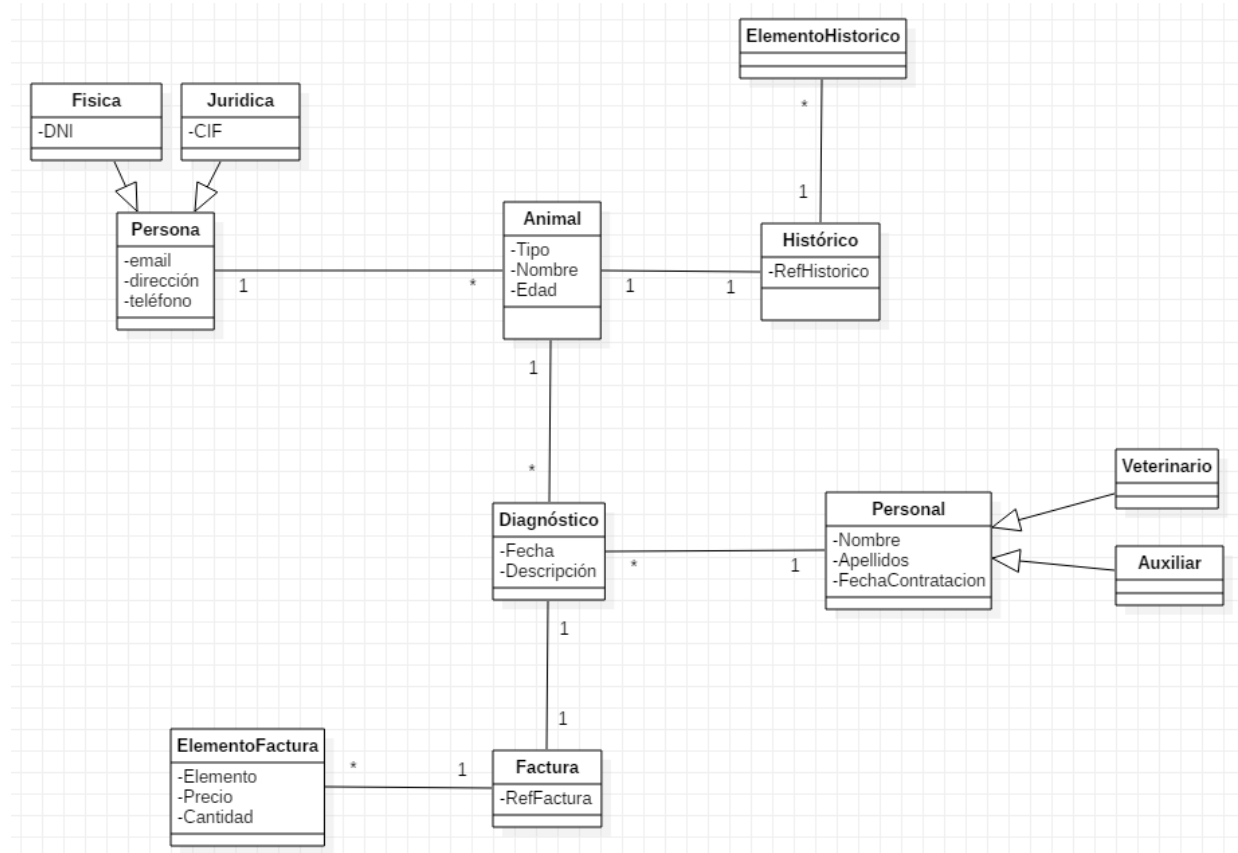 ElementoHistorico
*
1
Fisica
-DNI
Juridica
-CIF
Persona
-email
-dirección
-teléfono
1
*
Animal
-Tipo
-Nombre
-Edad
1
1
Histórico
-RefHistorico
1
*
Diagnóstico
-Fecha
-Descripción
*
1
Personal
-Nombre
-Apellidos
-FechaContratacion
Veterinario
Auxiliar
1
1
ElementoFactura
-Elemento
-Precio
-Cantidad
*
1
Factura
-RefFactura